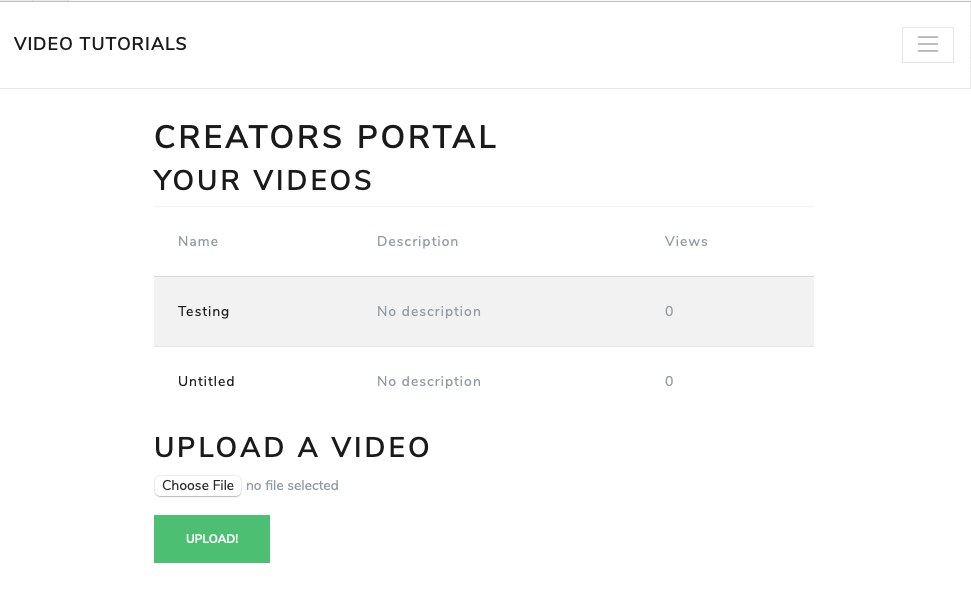 VIDEO TUTORIALS
CREATORS PORTAL
YOUR VIDEOS
Name Description Views
Testing No description 0
Untitled No description 0
UPLOAD A VIDEO
Choose File no file selected
UPLOAD!